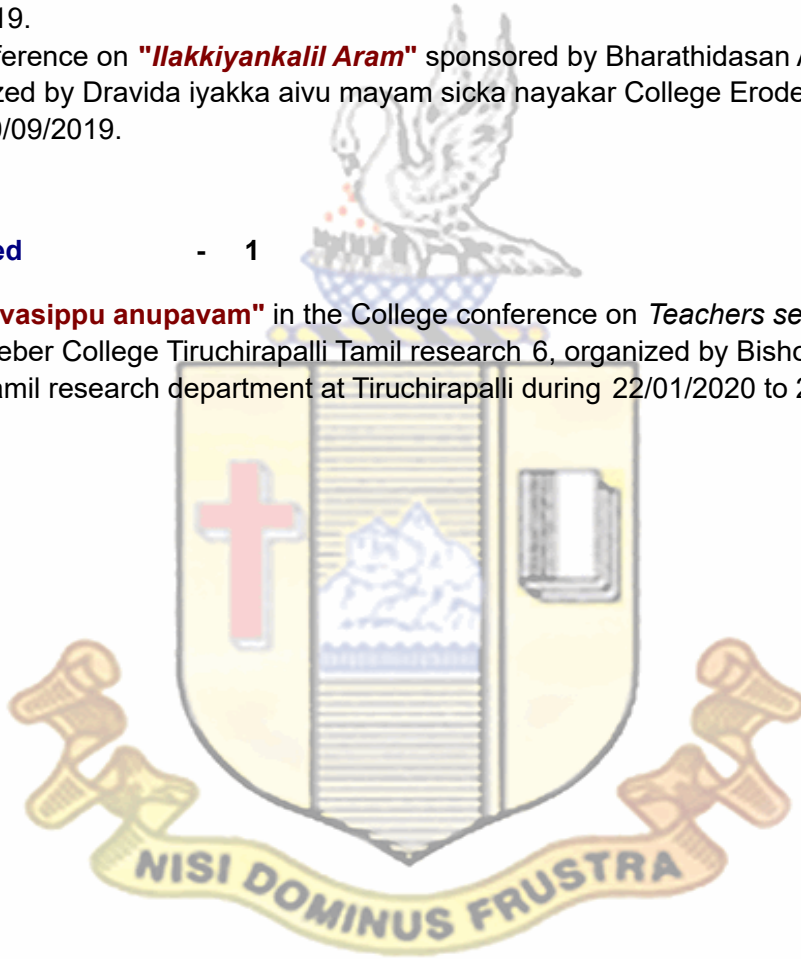 19.
ference on "Ilakkiyankalil Aram" sponsored by Bharathidasan A
zed by Dravida iyakka aivu mayam sicka nayakar College Erode
/09/2019.
ed - 1
vasippu anupavam" in the College conference on Teachers se
eber College Tiruchirapalli Tamil research 6, organized by Bisho
amil research department at Tiruchirapalli during 22/01/2020 to 2
NISI DOMINUS FRUSTRA